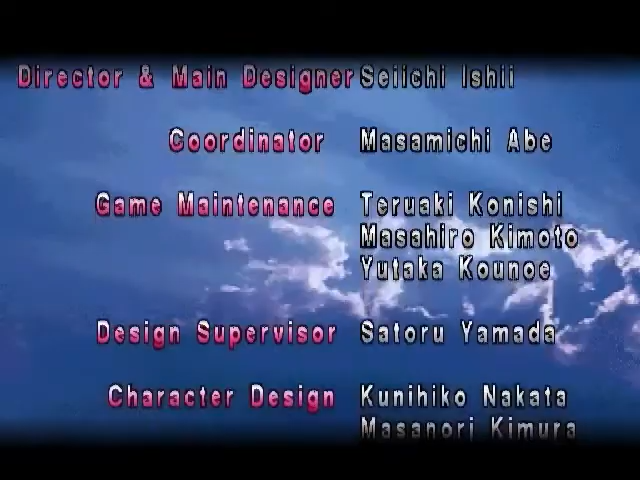 Director & Main Designer Seiichi Ishii
Coordinator Masamichi Abe
Game Maintenance Teruaki Konishi
Masahiro Kimoto
Yutaka Kounoe
Design Supervisor Satoru Yamada
Character Design Kunihiko Nakata
Masanori Kimura